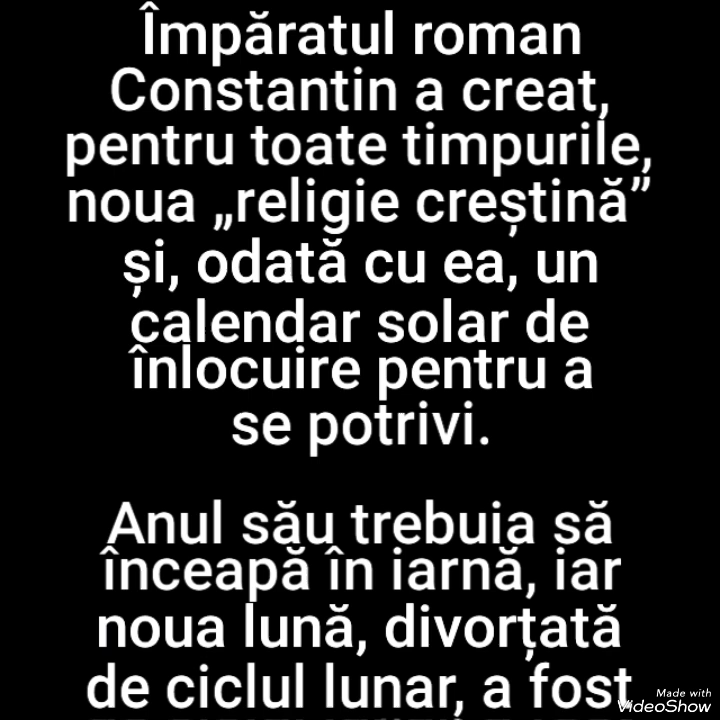 Împăratul roman
Constantin a creat,
pentru toate timpurile,
noua „religie creștină”
și, odată cu ea, un
calendar solar de
înlocuire pentru a
se potrivi.
Anul său trebuia să
înceapă în iarnă, iar
noua lună, divorțată
de ciclul lunar, a fost
Made with
VideoShow